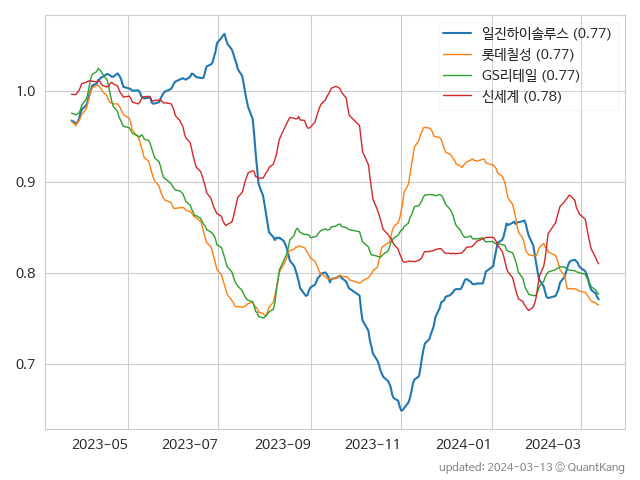 일진하이솔루스 (0.77)
롯데칠성 (0.77)
GS리테일 (0.77)
신세계 (0.78)
1.0
0.9
0.8
0.7
2023-05 2023-07 2023-09 2023-11 2024-01 2024-03
updated: 2024-03-13 © QuantKang